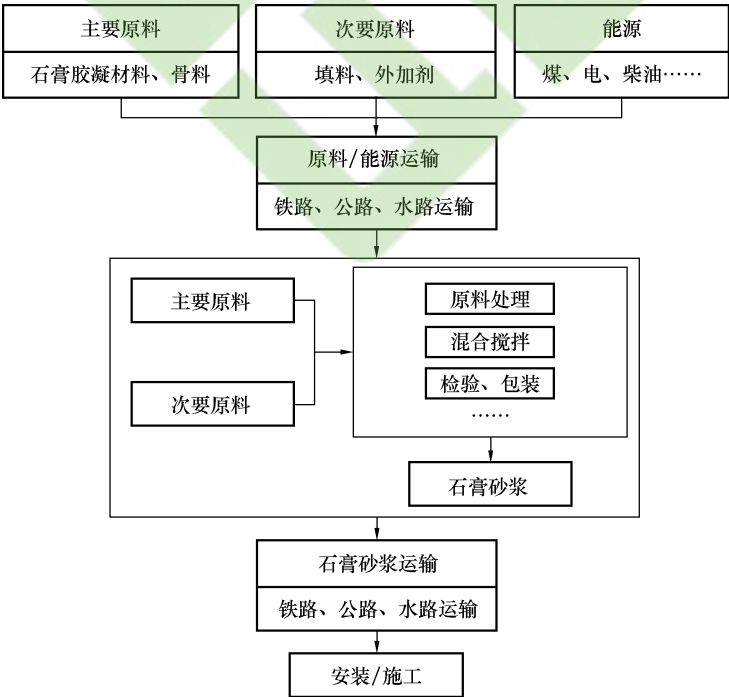 主要原料
次要原料
能源
石膏胶凝材料、骨料
填料、外加剂
煤、电、柴油……
原料/能源运输
铁路、公路、水路运输
主要原料
次要原料
原料处理
混合搅拌
检验、包装
……
石膏砂浆
石膏砂浆运输
铁路、公路、水路运输
安装/施工